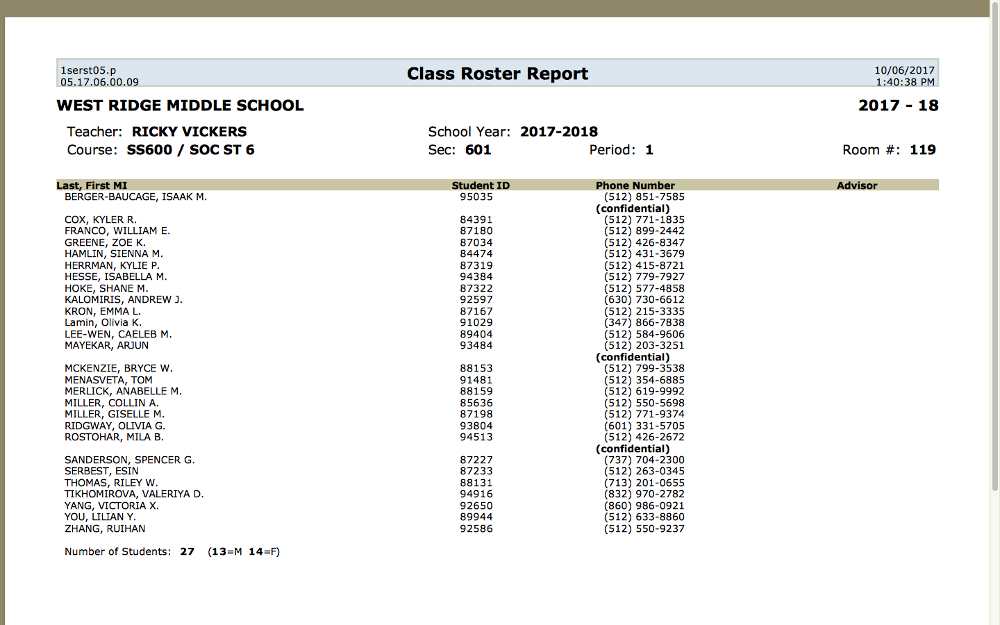 1serst05.p
05.17.06.00.09
Class Roster Report
10/06/2017
1:40:38 PM
WEST RIDGE MIDDLE SCHOOL 2017 - 18
Teacher: RICKY VICKERS School Year: 2017-2018
Course: SS600 / SOC ST 6 Sec: 601 Period: 1 Room #: 119
Last, First MI Student ID Phone Number Advisor
BERGER-BAUCAGE, ISAAK M. 95035 (512) 851-7585
(confidential)
COX, KYLER R. 84391 (512) 771-1835
FRANCO, WILLIAM E. 87180 (512) 899-2442
GREENE, ZOE K. 87034 (512) 426-8347
HAMLIN, SIENNA M. 84474 (512) 431-3679
HERRMAN, KYLIE P. 87319 (512) 415-8721
HESSE, ISABELLA M. 94384 (512) 779-7927
HOKE, SHANE M. 87322 (512) 577-4858
KALOMIRIS, ANDREW J. 92597 (630) 730-6612
KRON, EMMA L. 87167 (512) 215-3335
Lamin, Olivia K. 91029 (347) 866-7838
LEE-WEN, CAELEB M. 89404 (512) 584-9606
MAYEKAR, ARJUN 93484 (512) 203-3251
(confidential)
MCKENZIE, BRYCE W. 88153 (512) 799-3538
MENASVETA, TOM 91481 (512) 354-6885
MERLICK, ANABELLE M. 88159 (512) 619-9992
MILLER, COLLIN A. 85636 (512) 550-5698
MILLER, GISELLE M. 87198 (512) 771-9374
RIDGWAY, OLIVIA G. 93804 (601) 331-5705
ROSTOHAR, MILA B. 94513 (512) 426-2672
(confidential)
SANDERSON, SPENCER G. 87227 (737) 704-2300
SERBEST, ESIN 87233 (512) 263-0345
THOMAS, RILEY W. 88131 (713) 201-0655
TIKHOMIROVA, VALERIYA D. 94916 (832) 970-2782
YANG, VICTORIA X. 92650 (860) 986-0921
YOU, LILIAN Y. 89944 (512) 633-8860
ZHANG, RUIHAN 92586 (512) 550-9237
Number of Students: 27 (13=M 14=F)